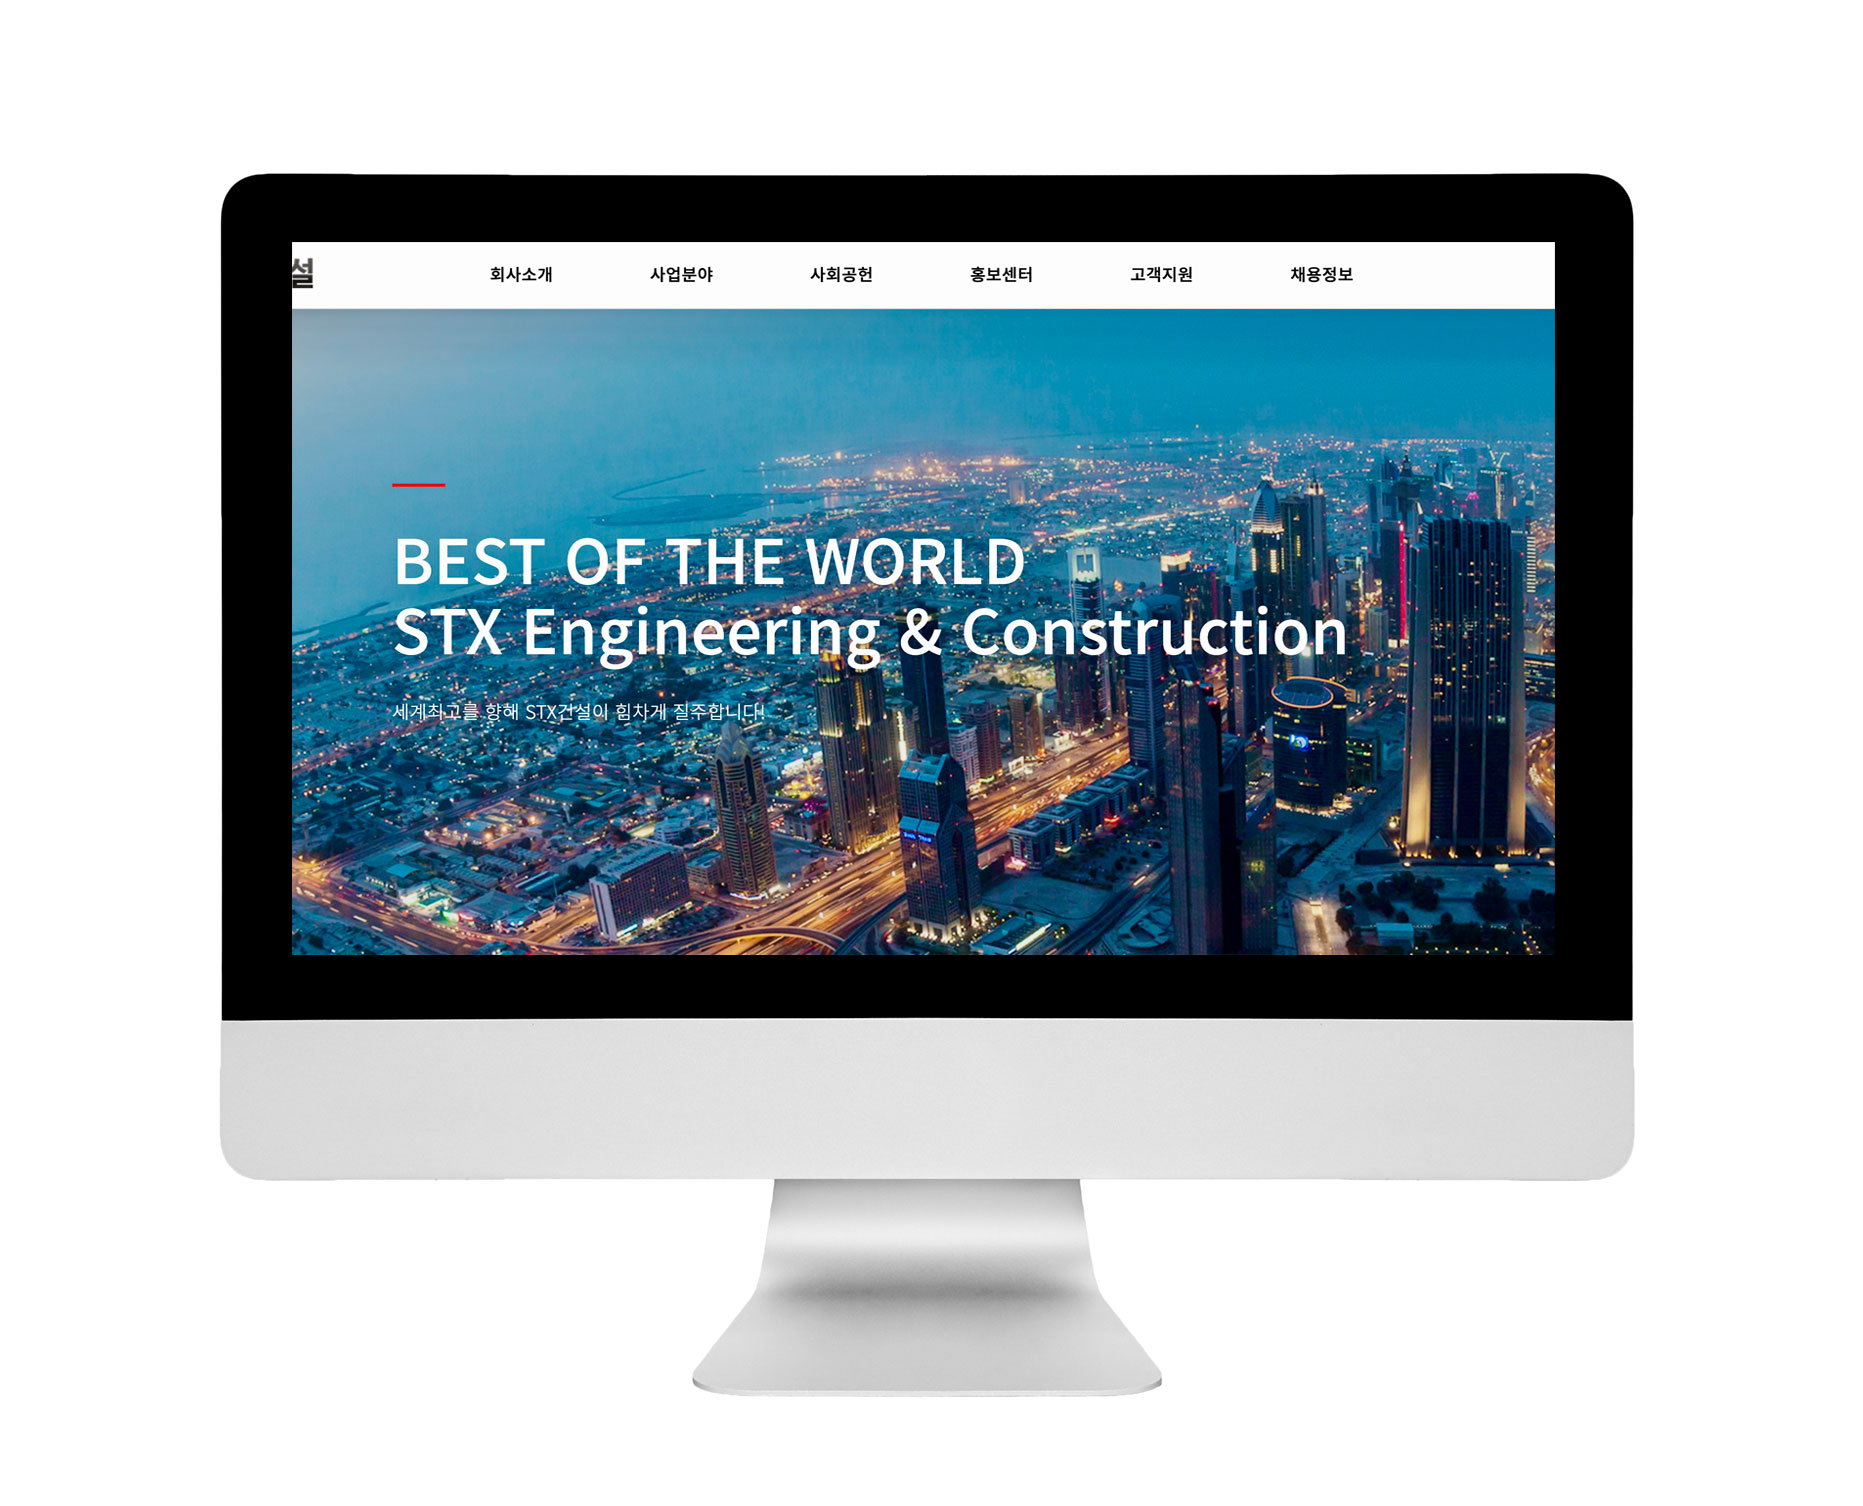 설
회사소개 사업분야 사회공헌 홍보센터 고객지원 채용정보
BEST OF THE WORLD
STX Engineering & Construction
세계최고를 향해 STX건설이 힘차게 질주합니다!